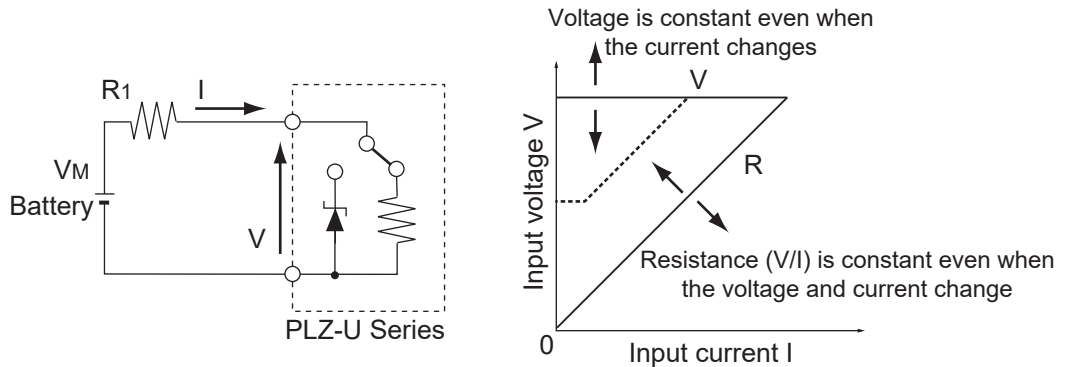 R1
I
VM
Battery
V
PLZ-U Series
Voltage is constant even when
the current changes
V
Input voltage V
R
Resistance (V/I) is constant even when
the voltage and current change
0
Input current I